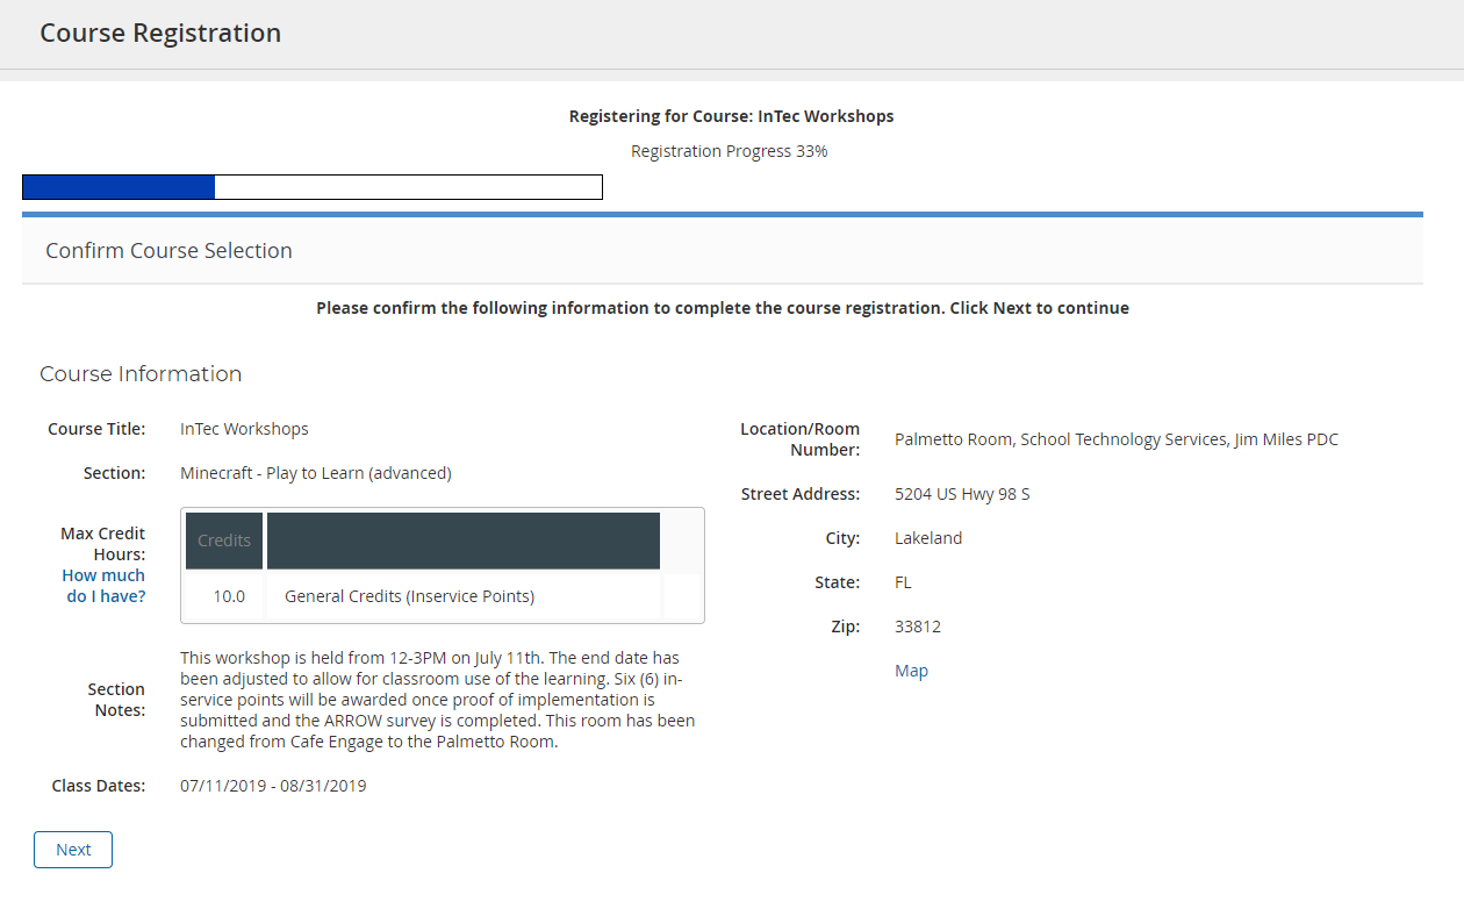 Course Registration
Registering for Course: InTec Workshops
Registration Progress 33%
Confirm Course Selection
Please confirm the following information to complete the course registration. Click Next to continue
Course Information
Course Title: InTec Workshops
Section: Minecraft - Play to Learn (advanced)
Max Credit
Hours:
How much
do I have?
Credits
10.0 General Credits (Inservice Points)
Section
Notes:
This workshop is held from 12-3PM on July 11th. The end date has
been adjusted to allow for classroom use of the learning. Six (6) in-
service points will be awarded once proof of implementation is
submitted and the ARROW survey is completed. This room has been
changed from Cafe Engage to the Palmetto Room.
Class Dates: 07/11/2019 - 08/31/2019
Location/Room
Number:
Palmetto Room, School Technology Services, Jim Miles PDC
Street Address: 5204 US Hwy 98 S
City: Lakeland
State: FL
Zip: 33812
Map
Next